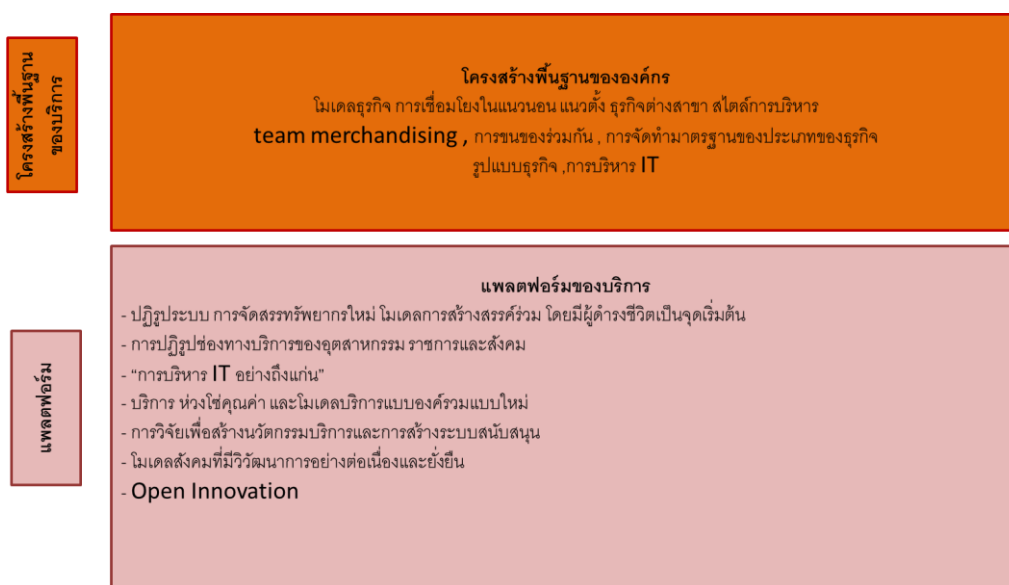 โครงสร้างพื้นฐาน
ของบริการ
โครงสร้างพื้นฐานขององค์กร
โมเดลธุรกิจ การเชื่อมโยงในแนวนอน แนวตั้ง ธุรกิจต่างสาขา สไตล์การบริหาร
team merchandising , การขนของร่วมกัน , การจัดทำมาตรฐานของประเภทของธุรกิจ
รูปแบบธุรกิจ ,การบริหาร IT
แพลตฟอร์ม
แพลตฟอร์มของบริการ
- ปฏิรูประบบ การจัดสรรทรัพยากรใหม่ โมเดลการสร้างสรรค์ร่วม โดยมีผู้ดำรงชีวิตเป็นจุดเริ่มต้น
- การปฏิรูปช่องทางบริการของอุตสาหกรรม ราชการและสังคม
- “การบริหาร IT อย่างถึงแก่น”
- บริการ ห่วงโซ่คุณค่า และโมเดลบริการแบบองค์รวมแบบใหม่
- การวิจัยเพื่อสร้างนวัตกรรมบริการและการสร้างระบบสนับสนุน
- โมเดลสังคมที่มีวิวัฒนาการอย่างต่อเนื่องและยั่งยืน
- Open Innovation